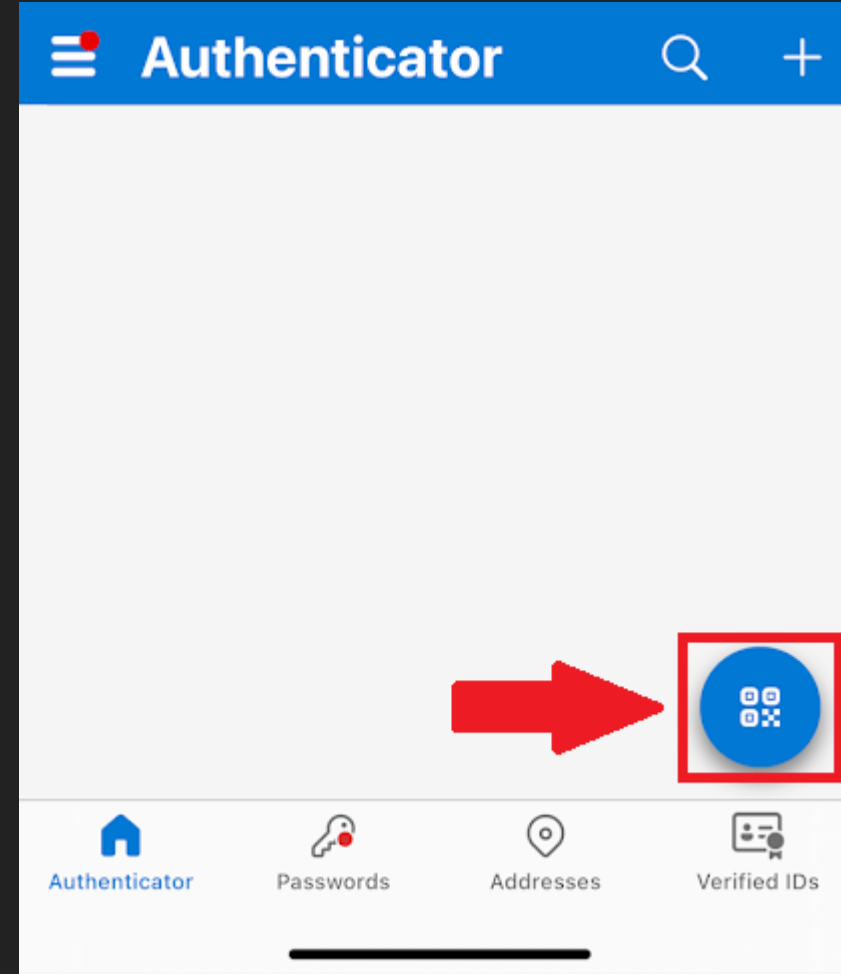 Authenticator
Authenticator
Passwords
Addresses
Verified IDs